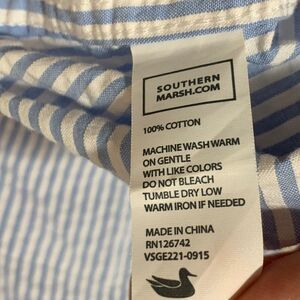 SOUTHERN
MARSH.COM
100% COTTON
MACHINE WASH WARM
ON GENTLE
WITH LIKE COLORS
DO NOT BLEACH
TUMBLE DRY LOW
WARM IRON IF NEEDED
MADE IN CHINA
RN126742
VSGE221-0915